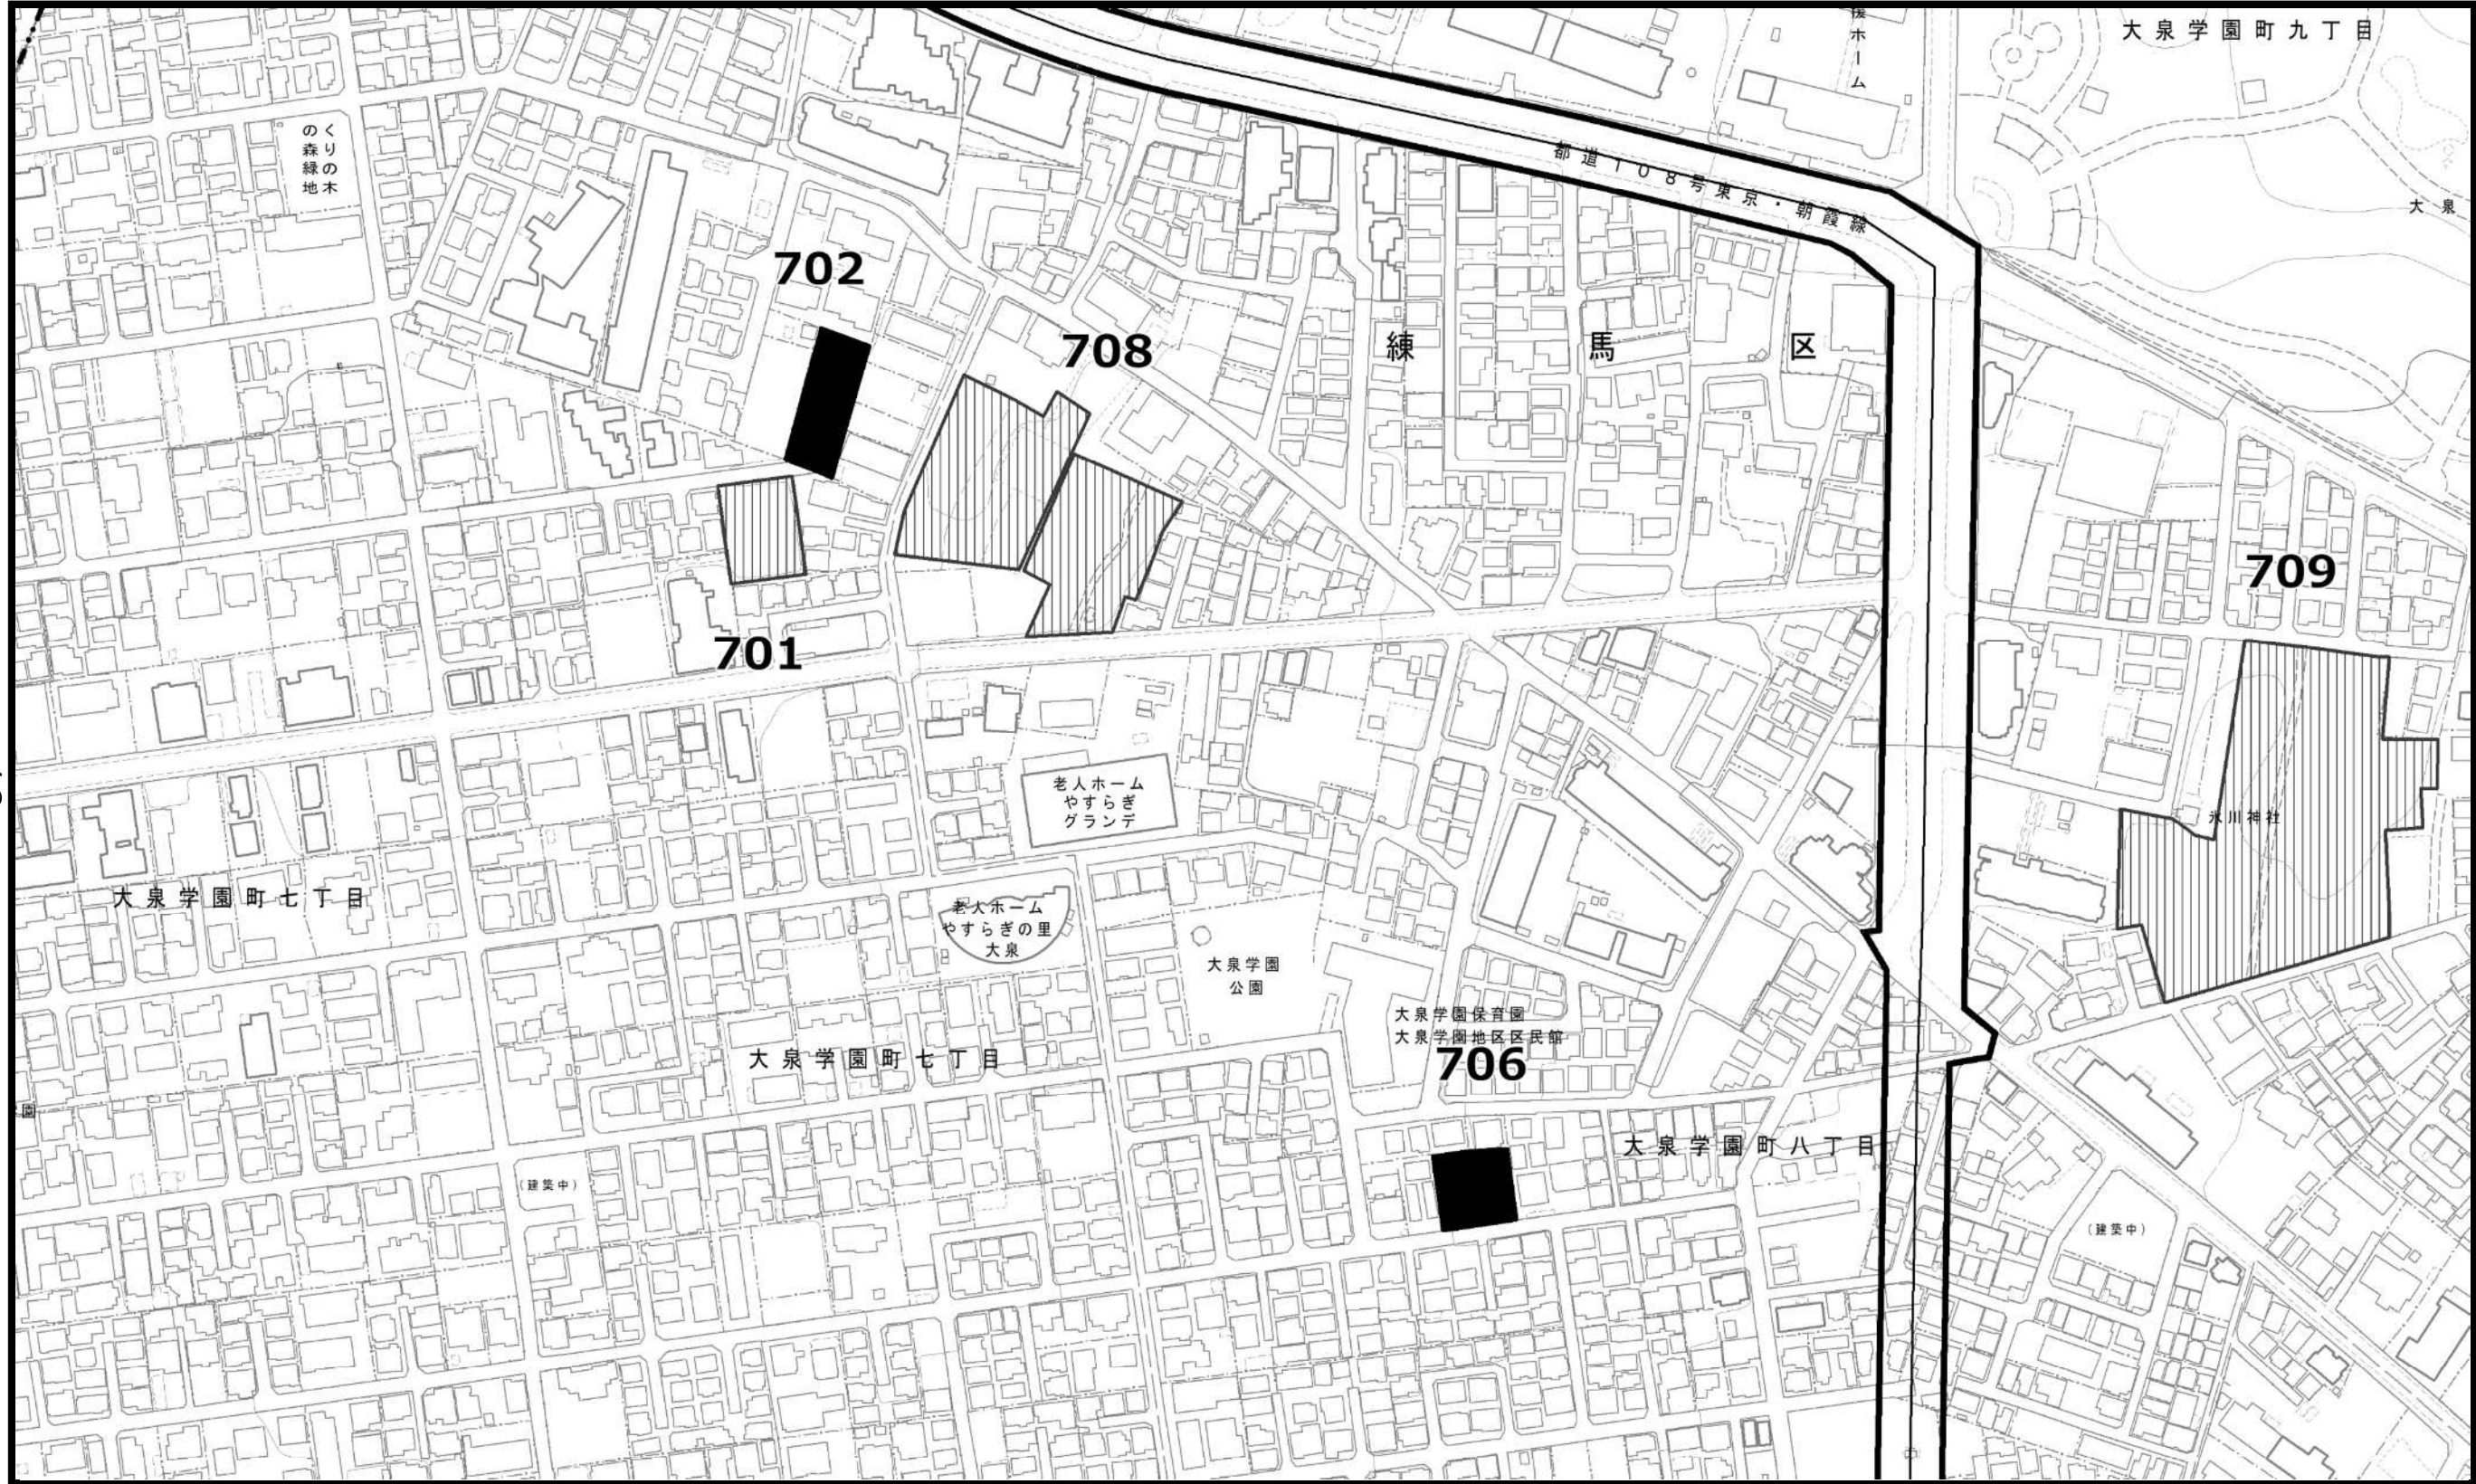 大泉学園町九丁目
援ホーム
くりの木
の森緑地
都道108号東京・朝霞線
大泉
702
708
練馬区
709
701
老人ホーム
やすらぎ
グランデ
氷川神社
大泉学園町七丁目
老人ホーム
やすらぎの里
大泉
大泉学園
公園
大泉学園保育園
大泉学園地区区民館
706
大泉学園町七丁目
園
大泉学園町八丁目
(建築中)
(建築中)